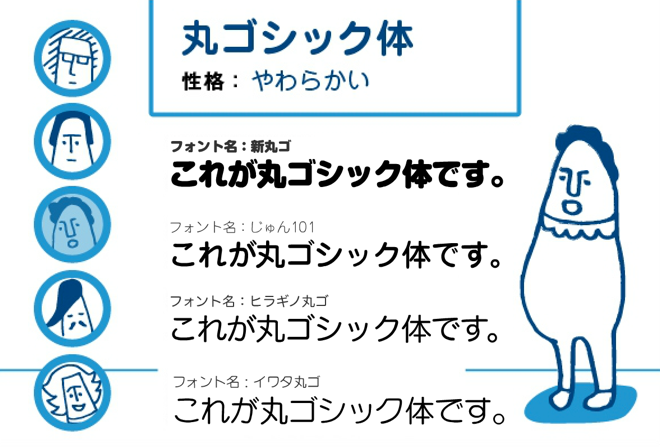 丸ゴシック体
性格：やわらかい
フォント名：新丸ゴ
これが丸ゴシック体です。
フォント名：じゅん101
これが丸ゴシック体です。
フォント名：ヒラギノ丸ゴ
これが丸ゴシック体です。
フォント名：イワタ丸ゴ
これが丸ゴシック体です。